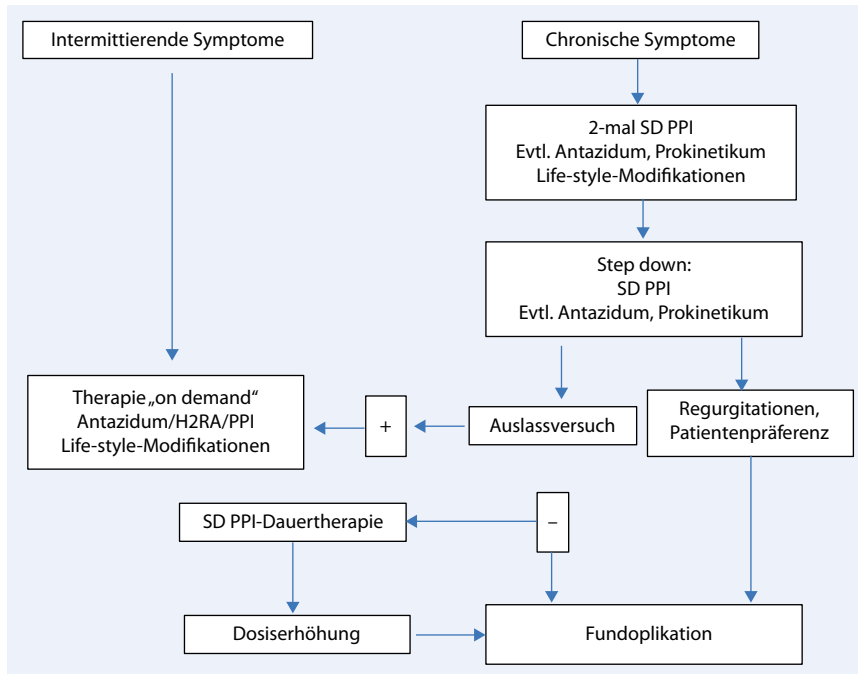 Intermittierende Symptome
Chronische Symptome
2-mal SD PPI
Evtl. Antazidum, Prokinetikum
Life-style-Modifikationen
Step down:
SD PPI
Evtl. Antazidum, Prokinetikum
Therapie „on demand“
Antazidum/H2RA/PPI
Life-style-Modifikationen
+
Auslassversuch
Regurgitationen,
Patientenpräferenz
SD PPI-Dauertherapie
–
Dosiserhöhung
Fundoplikation